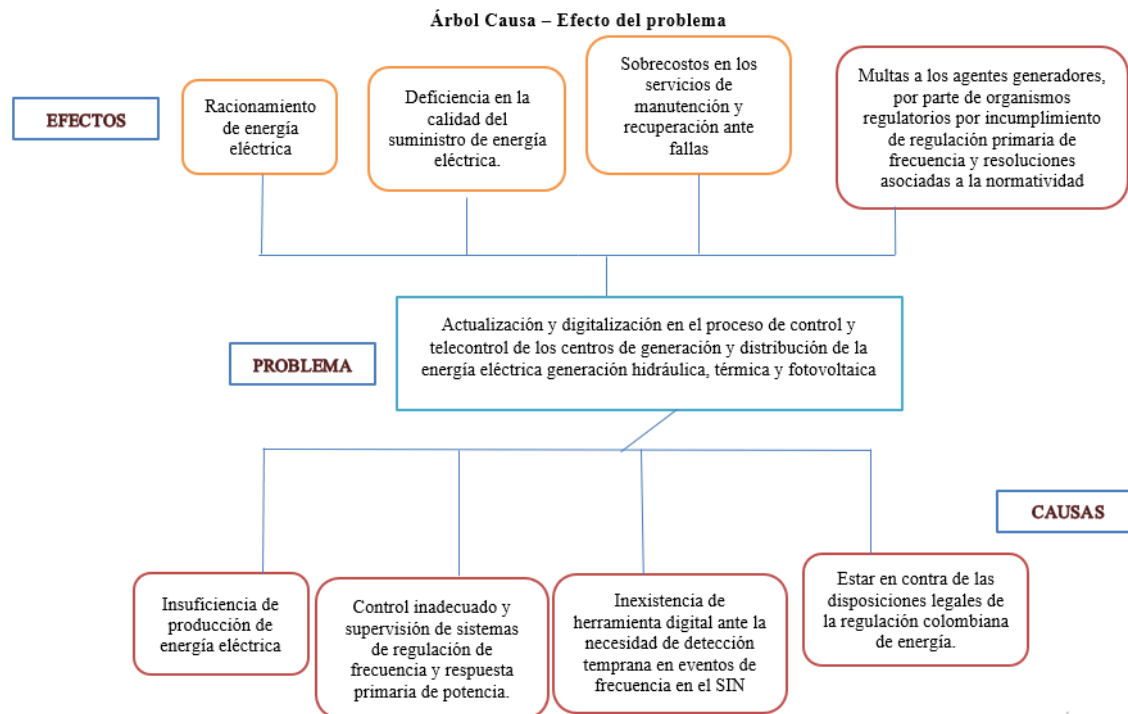 Árbol Causa – Efecto del problema
EFECTOS
Racionamiento
de energía
eléctrica
Deficiencia en la
calidad del
suministro de energía
eléctrica.
Sobrecostos en los
servicios de
manutención y
recuperación ante
fallas
Multas a los agentes generadores,
por parte de organismos
regulatorios por incumplimiento
de regulación primaria de
frecuencia y resoluciones
asociadas a la normatividad
PROBLEMA
Actualización y digitalización en el proceso de control y
telecontrol de los centros de generación y distribución de la
energía eléctrica generación hidráulica, térmica y fotovoltaica
CAUSAS
Insuficiencia de
producción de
energía eléctrica
Control inadecuado y
supervisión de sistemas
de regulación de
frecuencia y respuesta
primaria de potencia.
Inexistencia de
herramienta digital ante la
necesidad de detección
temprana en eventos de
frecuencia en el SIN
Estar en contra de las
disposiciones legales de
la regulación colombiana
de energía.